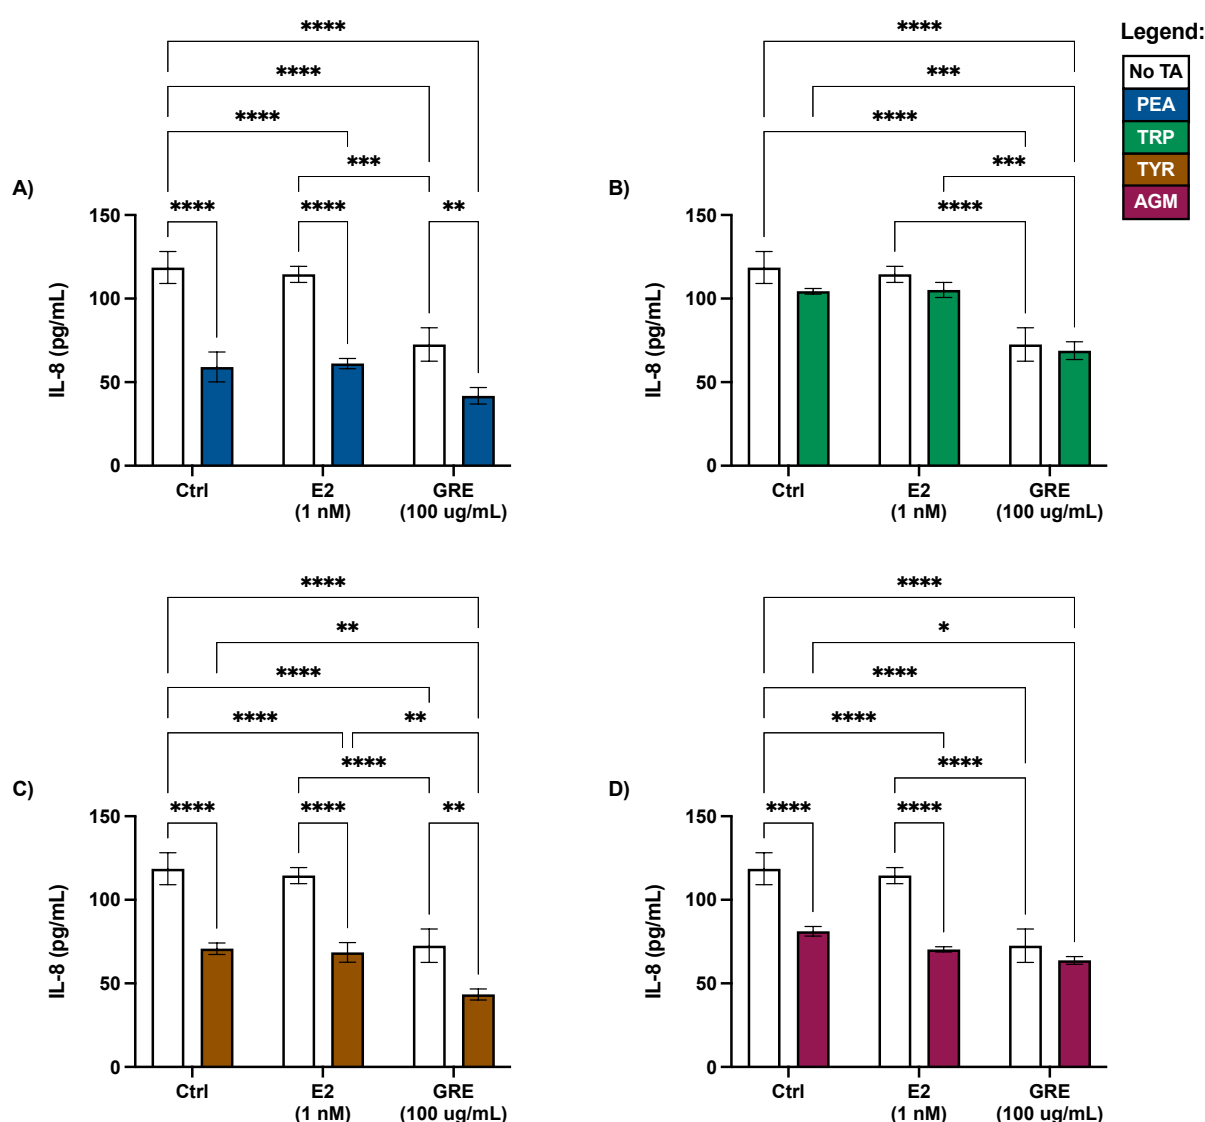 Legend:
No TA
PEA
TRP
TYR
AGM
A)
****
****
****
***
****
****
**
IL-8 (pg/mL)
150
100
50
0
Ctrl
E2
(1 nM)
GRE
(100 ug/mL)
B)
****
***
****
***
****
IL-8 (pg/mL)
150
100
50
0
Ctrl
E2
(1 nM)
GRE
(100 ug/mL)
C)
****
**
****
****
**
****
****
****
**
IL-8 (pg/mL)
150
100
50
0
Ctrl
E2
(1 nM)
GRE
(100 ug/mL)
D)
****
*
****
****
****
****
****
IL-8 (pg/mL)
150
100
50
0
Ctrl
E2
(1 nM)
GRE
(100 ug/mL)